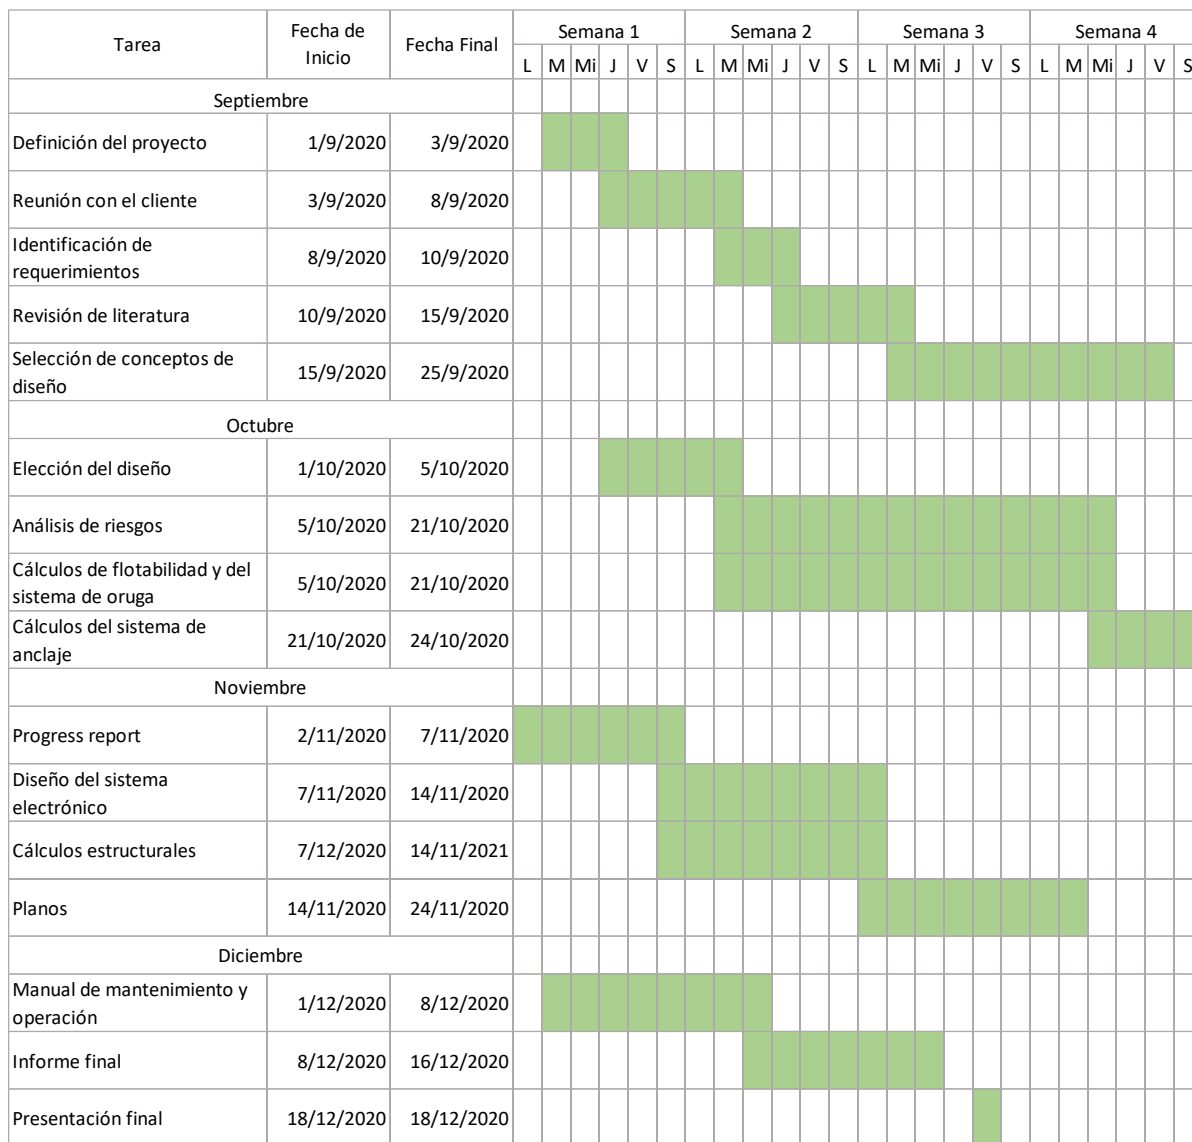 Tarea Fecha de Inicio Fecha Final Semana 1 Semana 2 Semana 3 Semana 4
L M Mi J V S L M Mi J V S L M Mi J V S L M Mi J V S
Septiembre
Definición del proyecto 1/9/2020 3/9/2020
Reunión con el cliente 3/9/2020 8/9/2020
Identificación de
requerimientos 8/9/2020 10/9/2020
Revisión de literatura 10/9/2020 15/9/2020
Selección de conceptos de
diseño 15/9/2020 25/9/2020
Octubre
Elección del diseño 1/10/2020 5/10/2020
Análisis de riesgos 5/10/2020 21/10/2020
Cálculos de flotabilidad y del
sistema de oruga 5/10/2020 21/10/2020
Cálculos del sistema de
anclaje 21/10/2020 24/10/2020
Noviembre
Progress report 2/11/2020 7/11/2020
Diseño del sistema
electrónico 7/11/2020 14/11/2020
Cálculos estructurales 7/12/2020 14/11/2021
Planos 14/11/2020 24/11/2020
Diciembre
Manual de mantenimiento y
operación 1/12/2020 8/12/2020
Informe final 8/12/2020 16/12/2020
Presentación final 18/12/2020 18/12/2020